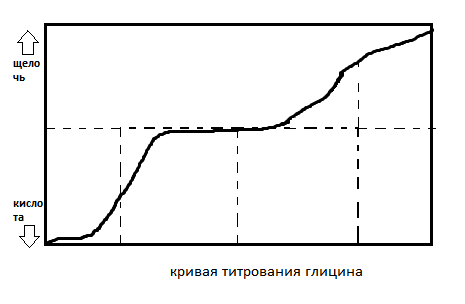 щело
чь
кисло
та
кривая титрования глицина